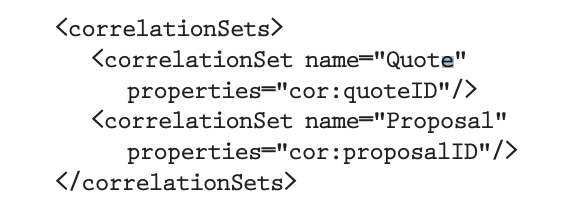 <correlationSets>
<correlationSet name="Quote"
properties="cor:quoteID"/>
<correlationSet name="Proposal"
properties="cor:proposalID"/>
</correlationSets>